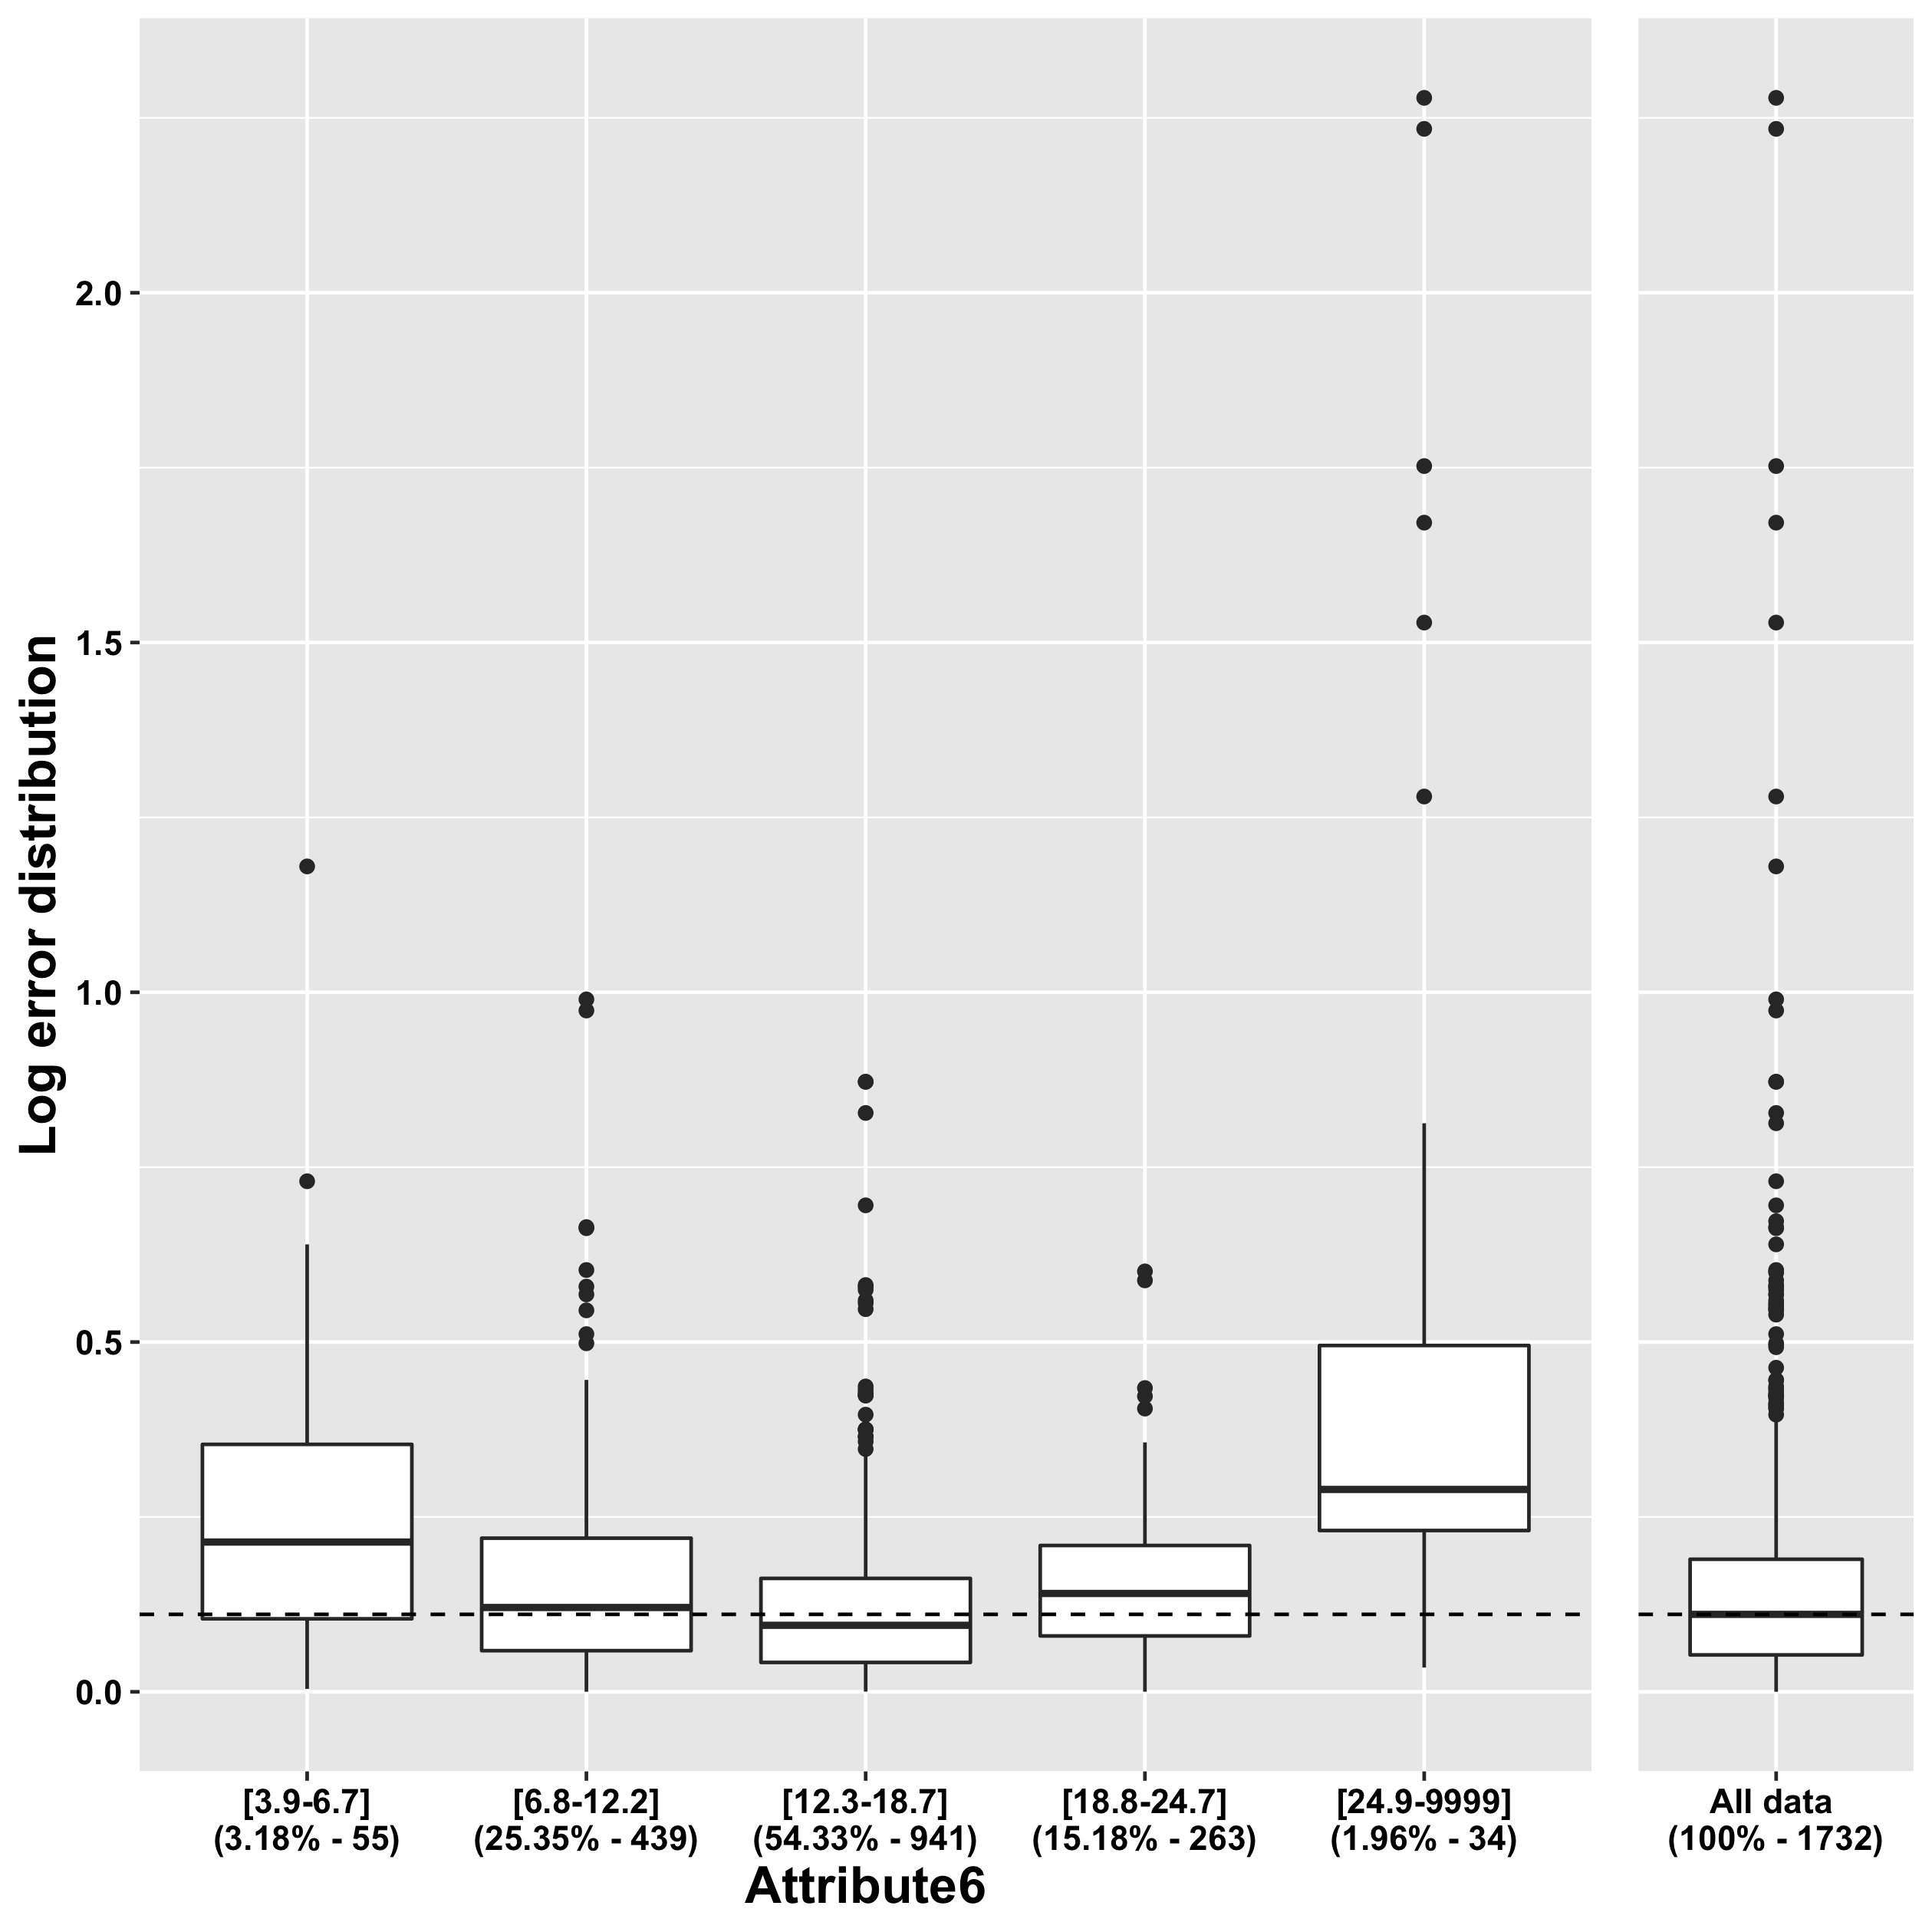 Log error distribution
2.0
1.5
1.0
0.5
0.0
[3.9-6.7]
(3.18% - 55)
[6.8-12.2]
(25.35% - 439)
[12.3-18.7]
(54.33% - 941)
[18.8-24.7]
(15.18% - 263)
[24.9-9999]
(1.96% - 34)
All data
(100% - 1732)
Attribute6